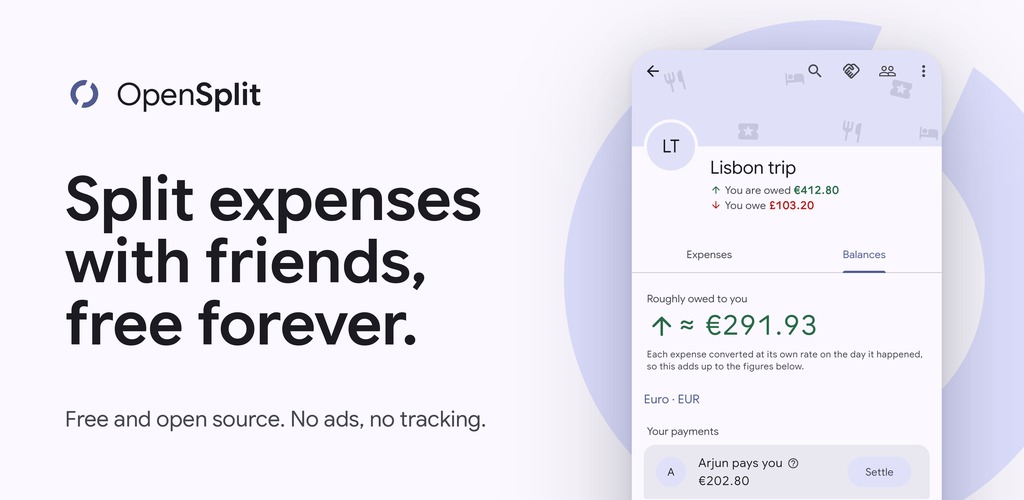 OpenSplit
Split expenses
with friends,
free forever.
Free and open source. No ads, no tracking.
LT
Lisbon trip
↑ You are owed €412.80
↓ You owe £103.20
Expenses
Balances
Roughly owed to you
↑ ≈ €291.93
Each expense converted at its own rate on the day it happened,
so this adds up to the figures below.
Euro · EUR
Your payments
A
Arjun pays you
€202.80
Settle